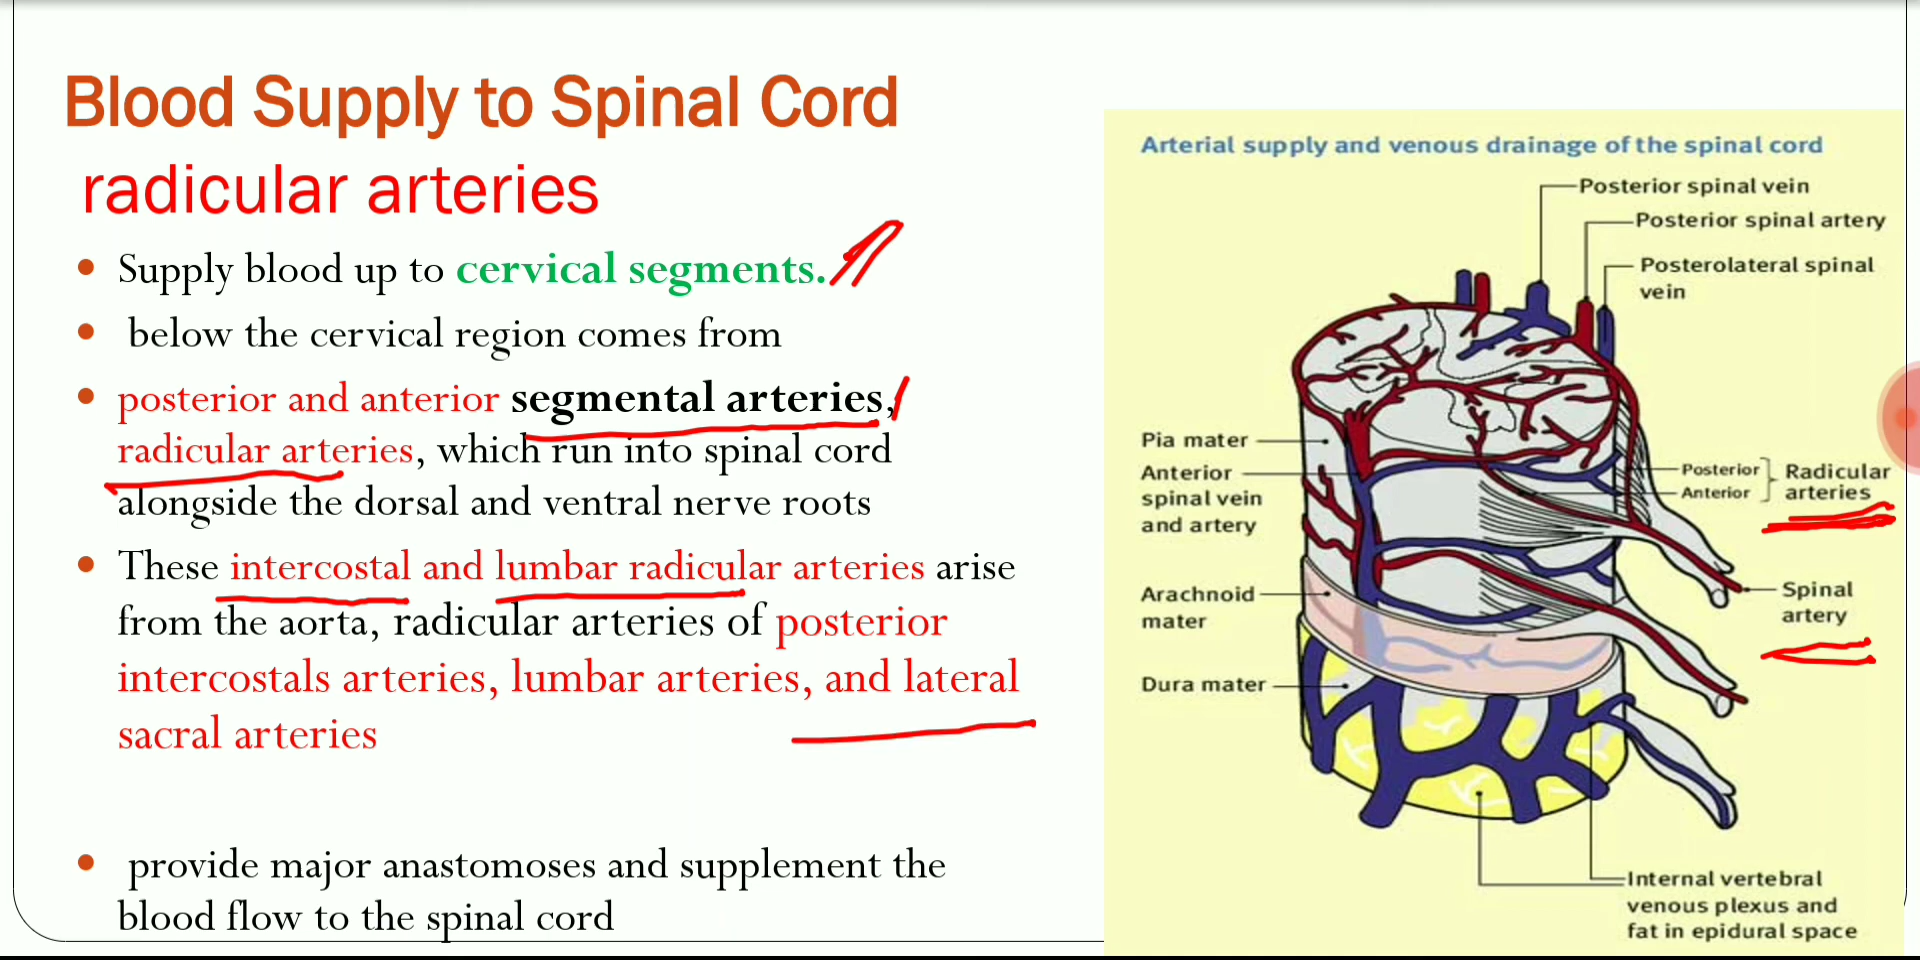 Blood Supply to Spinal Cord
radicular arteries
Supply blood up to cervical segments.
below the cervical region comes from
posterior and anterior segmental arteries,
radicular arteries, which run into spinal cord
alongside the dorsal and ventral nerve roots
These intercostal and lumbar radicular arteries arise
from the aorta, radicular arteries of posterior
intercostals arteries, lumbar arteries, and lateral
sacral arteries
provide major anastomoses and supplement the
blood flow to the spinal cord
Arterial supply and venous drainage of the spinal cord
Posterior spinal vein
Posterior spinal artery
Posterolateral spinal
vein
Pia mater
Anterior
spinal vein
and artery
Posterior
Anterior
Radicular
arteries
Arachnoid
mater
Spinal
artery
Dura mater
Internal vertebral
venous plexus and
fat in epidural space